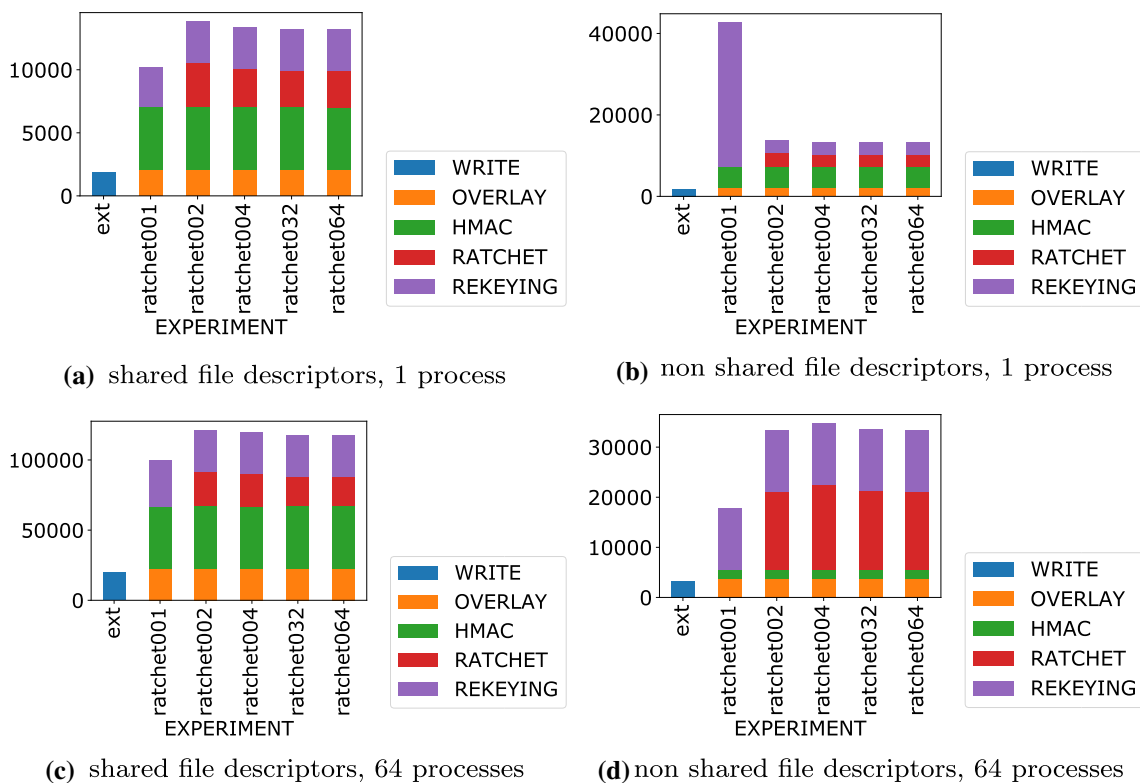 10000
5000
0
ext
ratchet001
ratchet002
ratchet004
ratchet032
ratchet064
EXPERIMENT
WRITE
OVERLAY
HMAC
RATCHET
REKEYING
(a) shared file descriptors, 1 process
40000
20000
0
ext
ratchet001
ratchet002
ratchet004
ratchet032
ratchet064
EXPERIMENT
WRITE
OVERLAY
HMAC
RATCHET
REKEYING
(b) non shared file descriptors, 1 process
100000
50000
0
ext
ratchet001
ratchet002
ratchet004
ratchet032
ratchet064
EXPERIMENT
WRITE
OVERLAY
HMAC
RATCHET
REKEYING
(c) shared file descriptors, 64 processes
30000
20000
10000
0
ext
ratchet001
ratchet002
ratchet004
ratchet032
ratchet064
EXPERIMENT
WRITE
OVERLAY
HMAC
RATCHET
REKEYING
(d) non shared file descriptors, 64 processes